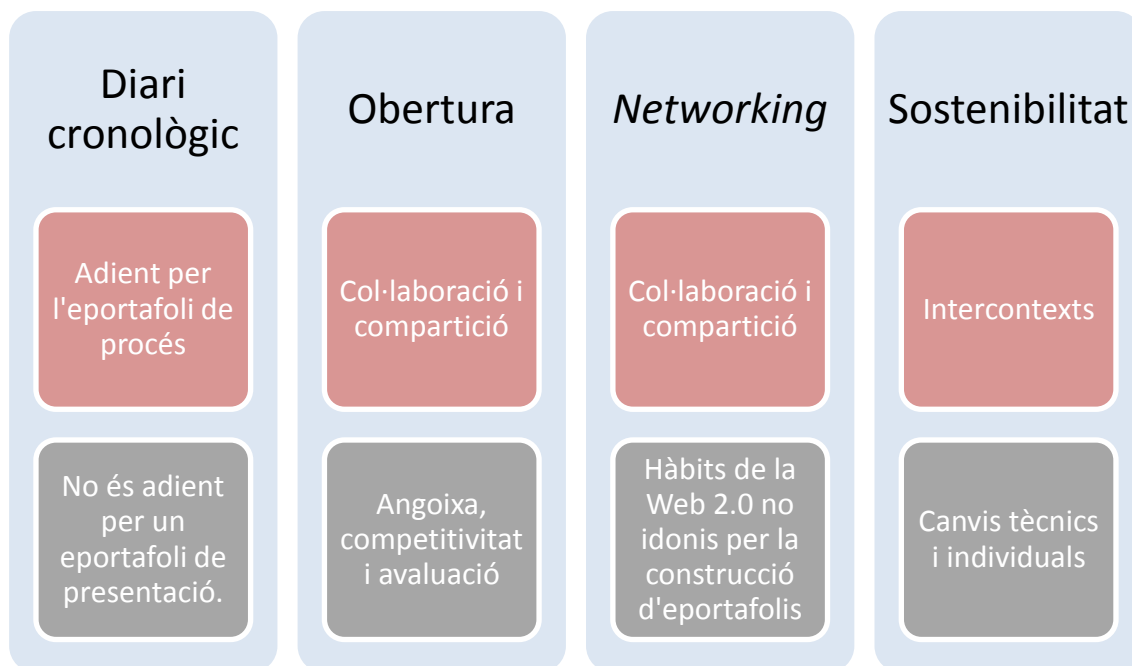 Diari
cronològic
Adient per
l'eportafoli de
procés
No és adient
per un
eportafoli de
presentació.
Obertura
Col·laboració i
compartició
Angoixa,
competitivitat
i avaluació
Networking
Col·laboració i
compartició
Hàbits de la
Web 2.0 no
idonis per la
construcció
d'eportafolis
Sostenibilitat
Intercontexts
Canvis tècnics
i individuals